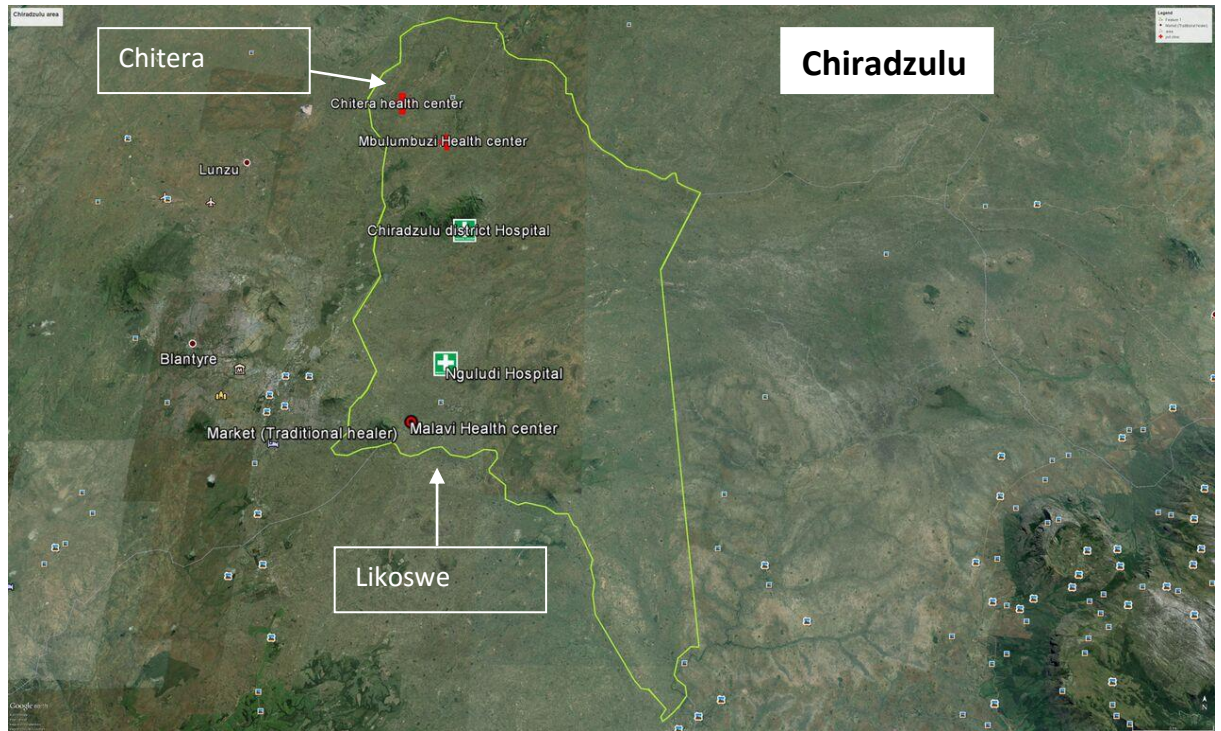 Chiradzulu area
Chitera
Chiradzulu
Legend
Chitera health center
Mbulumbuzi Health center
Lunzu
Chiradzulu district Hospital
Blantyre
Nguludi Hospital
Market (Traditional healer)
Malavi Health center
Likoswe
Google earth
N